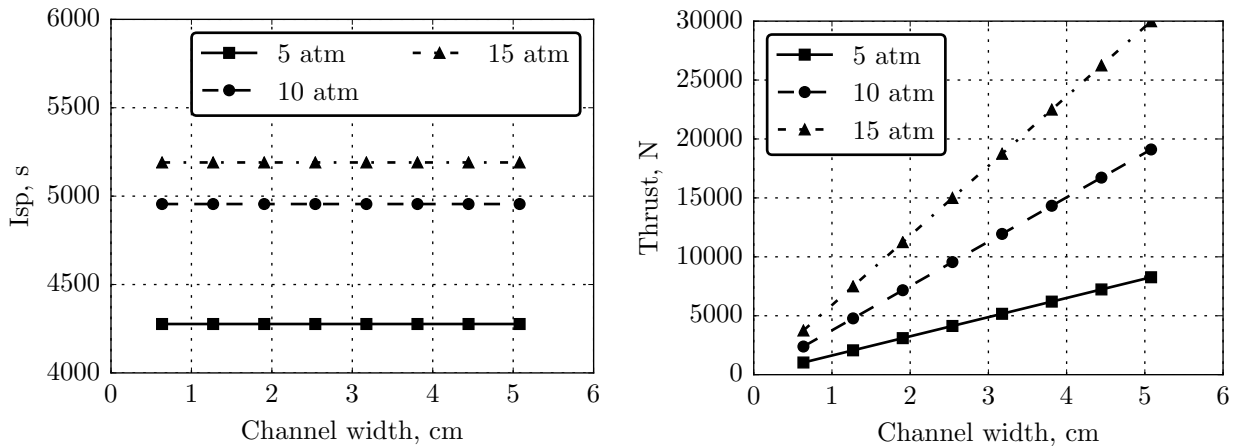 6000
5500
5000
4500
4000
Isp, s
5 atm
15 atm
10 atm
0 1 2 3 4 5 6
Channel width, cm
30000
25000
20000
15000
10000
5000
0
Thrust, N
5 atm
10 atm
15 atm
0 1 2 3 4 5 6
Channel width, cm